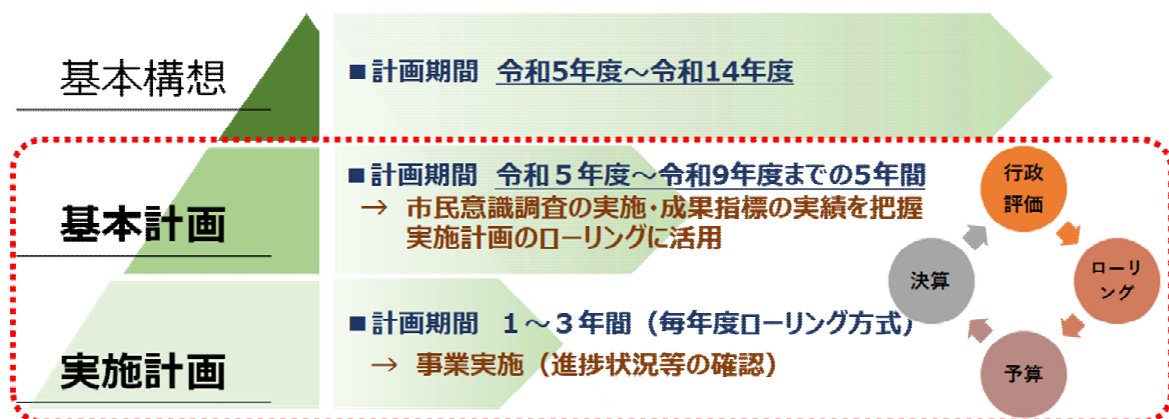 基本構想
■計画期間 令和5年度～令和14年度
基本計画
■計画期間 令和５年度～令和9年度までの5年間
→ 市民意識調査の実施・成果指標の実績を把握
実施計画のローリングに活用
実施計画
■計画期間 １～３年間（毎年度ローリング方式）
→ 事業実施（進捗状況等の確認）
行政
評価
ローリ
ング
予算
決算